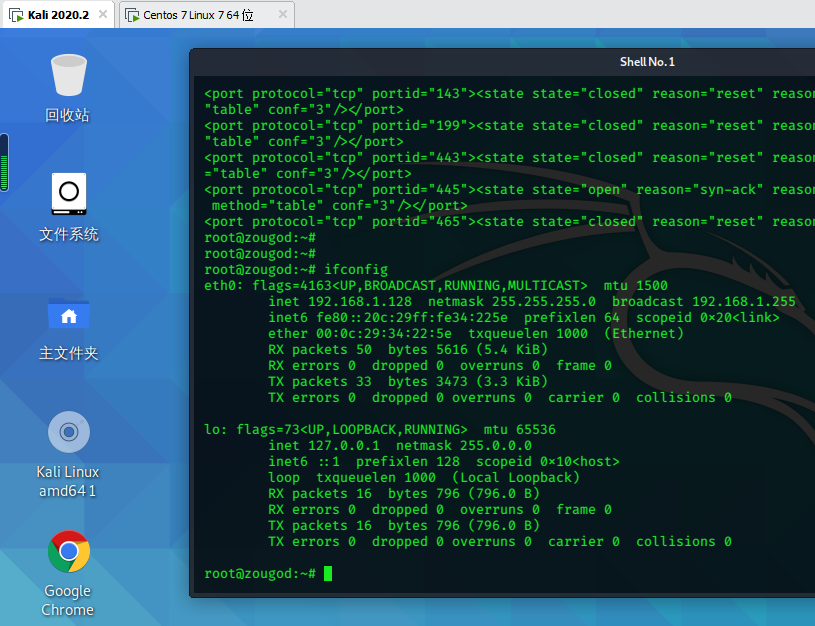 Kali 2020.2
Centos 7 Linux 7 64 位
Shell No. 1
回收站
文件系统
主文件夹
Kali Linux
amd64 1
Google
Chrome
<port protocol="tcp" portid="143"><state state="closed" reason="reset" reason
"table" conf="3"/></port>
<port protocol="tcp" portid="199"><state state="closed" reason="reset" reason
"table" conf="3"/></port>
<port protocol="tcp" portid="443"><state state="closed" reason="reset" reason
="table" conf="3"/></port>
<port protocol="tcp" portid="445"><state state="open" reason="syn-ack" reason
 method="table" conf="3"/></port>
<port protocol="tcp" portid="465"><state state="closed" reason="reset" reason
root@zougod:~#
root@zougod:~#
root@zougod:~# ifconfig
eth0: flags=4163<UP,BROADCAST,RUNNING,MULTICAST>  mtu 1500
        inet 192.168.1.128  netmask 255.255.255.0  broadcast 192.168.1.255
        inet6 fe80::20c:29ff:fe34:225e  prefixlen 64  scopeid 0×20<link>
        ether 00:0c:29:34:22:5e  txqueuelen 1000  (Ethernet)
        RX packets 50  bytes 5616 (5.4 KiB)
        RX errors 0  dropped 0  overruns 0  frame 0
        TX packets 33  bytes 3473 (3.3 KiB)
        TX errors 0  dropped 0 overruns 0  carrier 0  collisions 0
lo: flags=73<UP,LOOPBACK,RUNNING>  mtu 65536
        inet 127.0.0.1  netmask 255.0.0.0
        inet6 ::1  prefixlen 128  scopeid 0×10<host>
        loop  txqueuelen 1000  (Local Loopback)
        RX packets 16  bytes 796 (796.0 B)
        RX errors 0  dropped 0  overruns 0  frame 0
        TX packets 16  bytes 796 (796.0 B)
        TX errors 0  dropped 0 overruns 0  carrier 0  collisions 0
root@zougod:~#